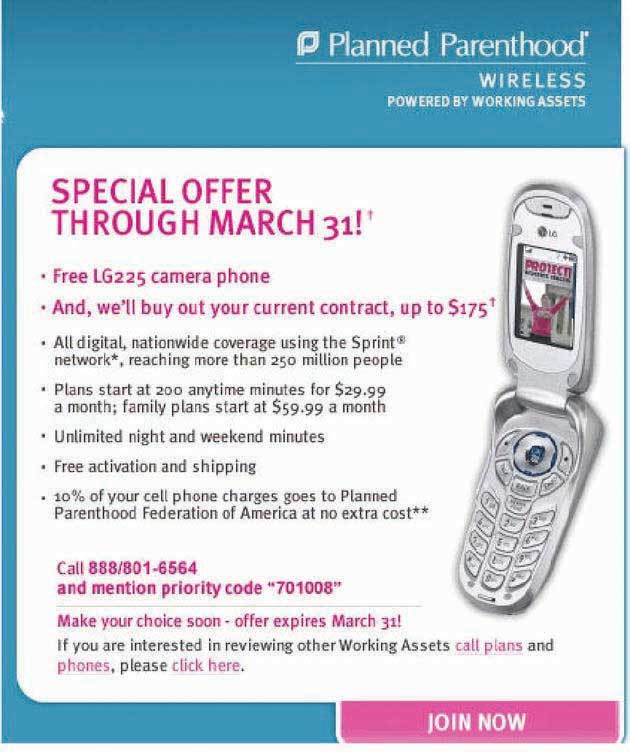 Planned Parenthood®
WIRELESS
POWERED BY WORKING ASSETS
SPECIAL OFFER
THROUGH MARCH 31!†
• Free LG225 camera phone
• And, we'll buy out your current contract, up to $175†
• All digital, nationwide coverage using the Sprint®
network*, reaching more than 250 million people
• Plans start at 200 anytime minutes for $29.99
a month; family plans start at $59.99 a month
• Unlimited night and weekend minutes
• Free activation and shipping
• 10% of your cell phone charges goes to Planned
Parenthood Federation of America at no extra cost**
LG
PROTECT!
Call 888/801-6564
and mention priority code "701008"
Make your choice soon - offer expires March 31!
If you are interested in reviewing other Working Assets call plans and
phones, please click here.
JOIN NOW